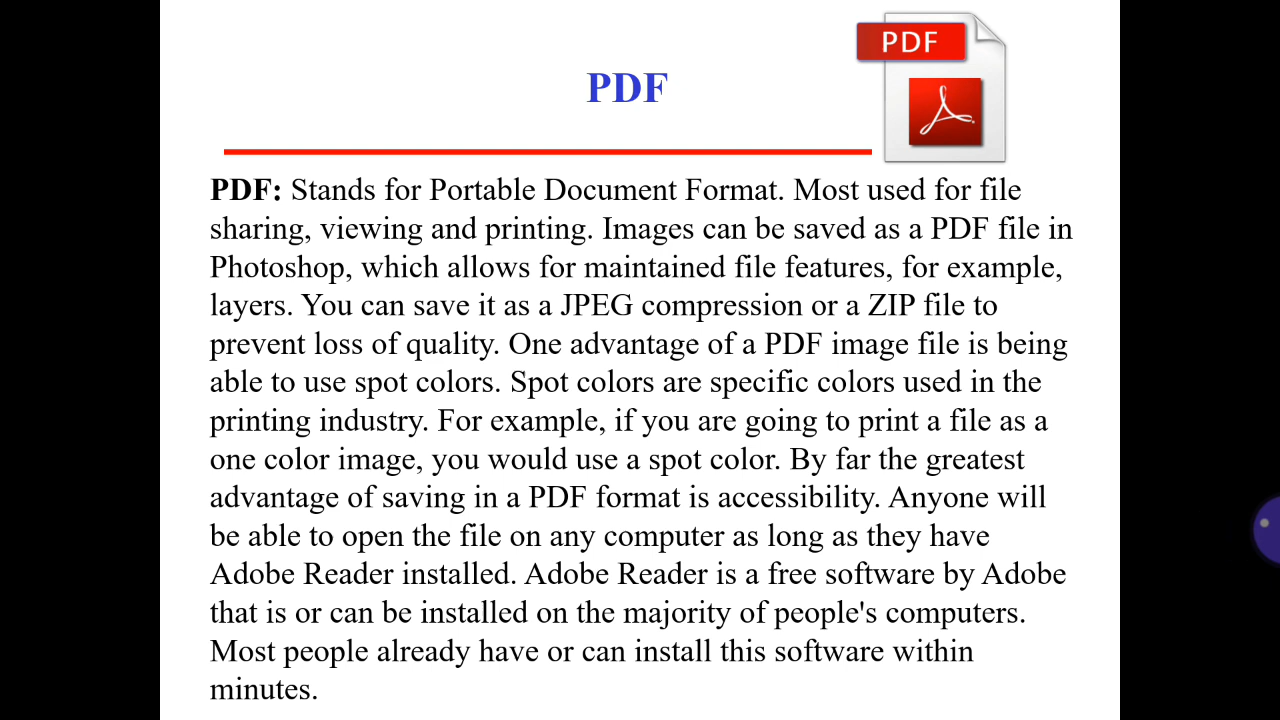 PDF
PDF
PDF: Stands for Portable Document Format. Most used for file
sharing, viewing and printing. Images can be saved as a PDF file in
Photoshop, which allows for maintained file features, for example,
layers. You can save it as a JPEG compression or a ZIP file to
prevent loss of quality. One advantage of a PDF image file is being
able to use spot colors. Spot colors are specific colors used in the
printing industry. For example, if you are going to print a file as a
one color image, you would use a spot color. By far the greatest
advantage of saving in a PDF format is accessibility. Anyone will
be able to open the file on any computer as long as they have
Adobe Reader installed. Adobe Reader is a free software by Adobe
that is or can be installed on the majority of people's computers.
Most people already have or can install this software within
minutes.